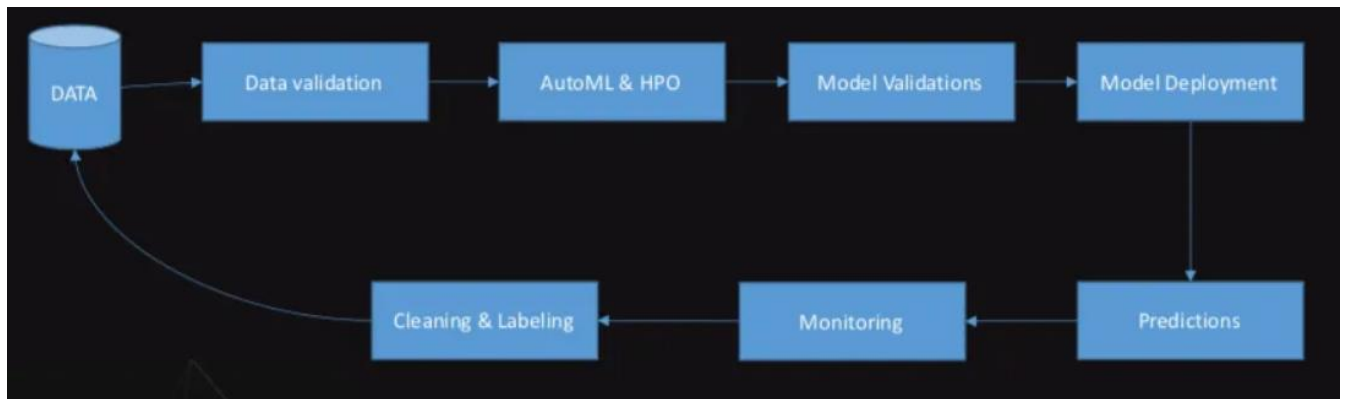 DATA
Data validation
AutoML & HPO
Model Validations
Model Deployment
Cleaning & Labeling
Monitoring
Predictions